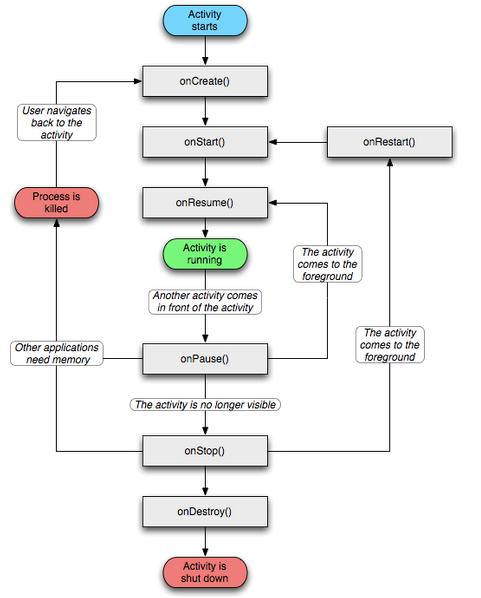 Activity
starts
onCreate()
User navigates
back to the
activity
onStart()
onRestart()
Process is
killed
onResume()
Activity is
running
The activity
comes to the
foreground
Another activity comes
in front of the activity
The activity
comes to the
foreground
Other applications
need memory
onPause()
The activity is no longer visible
onStop()
onDestroy()
Activity is
shut down